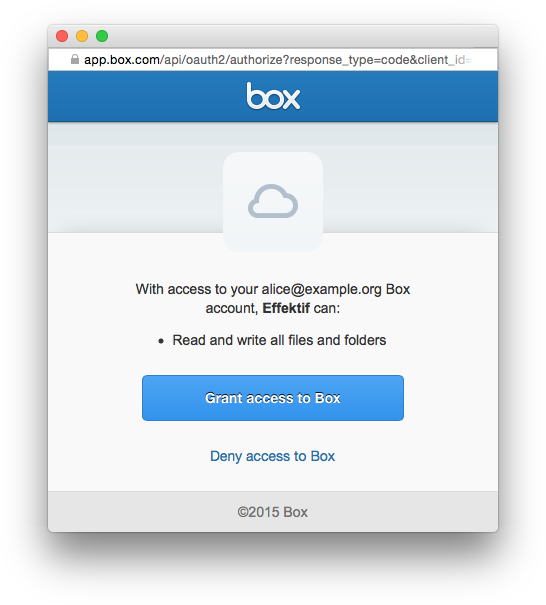 app.box.com/api/oauth2/authorize?response_type=code&client_id=
box
With access to your alice@example.org Box
account, Effektif can:
• Read and write all files and folders
Grant access to Box
Deny access to Box
©2015 Box